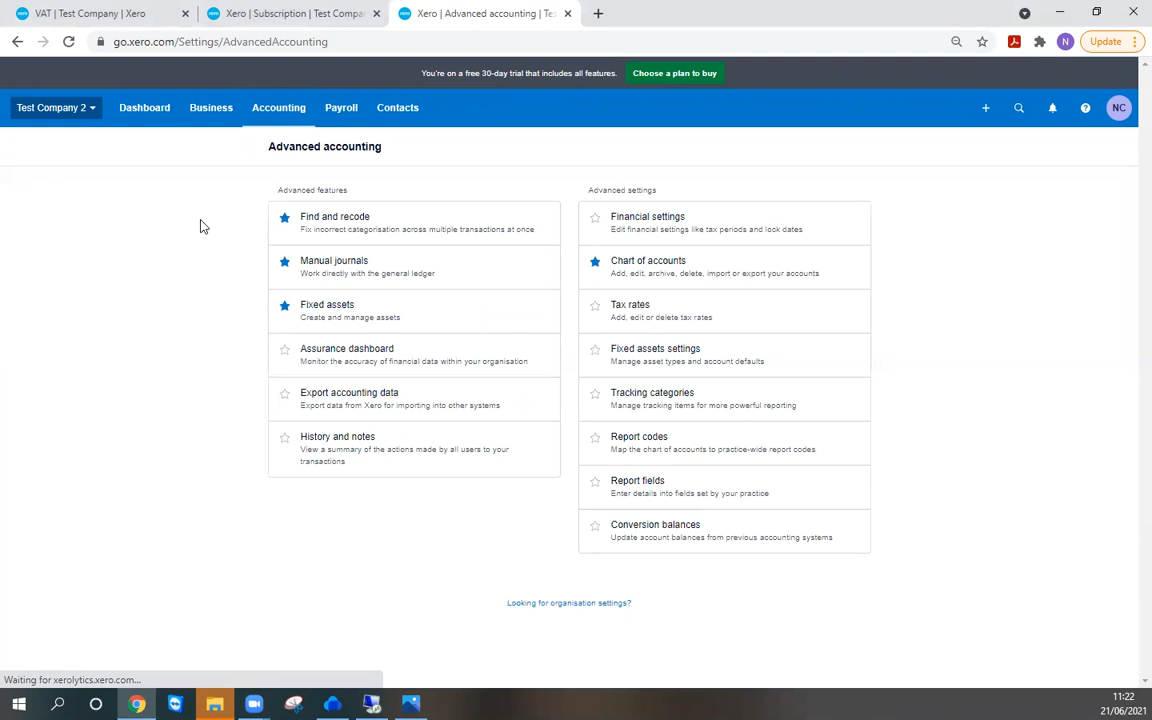 VAT | Test Company | Xero
Xero | Subscription | Test Compa
Xero | Advanced accounting | Tes
go.xero.com/Settings/AdvancedAccounting
N
Update
You're on a free 30-day trial that includes all features.
Choose a plan to buy
Test Company 2
Dashboard
Business
Accounting
Payroll
Contacts
NC
Advanced accounting
Advanced features
Find and recode
Fix incorrect categorisation across multiple transactions at once
Manual journals
Work directly with the general ledger
Fixed assets
Create and manage assets
Assurance dashboard
Monitor the accuracy of financial data within your organisation
Export accounting data
Export data from Xero for importing into other systems
History and notes
View a summary of the actions made by all users to your
transactions
Advanced settings
Financial settings
Edit financial settings like tax periods and lock dates
Chart of accounts
Add, edit, archive, delete, import or export your accounts
Tax rates
Add, edit or delete tax rates
Fixed assets settings
Manage asset types and account defaults
Tracking categories
Manage tracking items for more powerful reporting
Report codes
Map the chart of accounts to practice-wide report codes
Report fields
Enter details into fields set by your practice
Conversion balances
Update account balances from previous accounting systems
Looking for organisation settings?
Waiting for xerolytics.xero.com...
11:22
21/06/2021